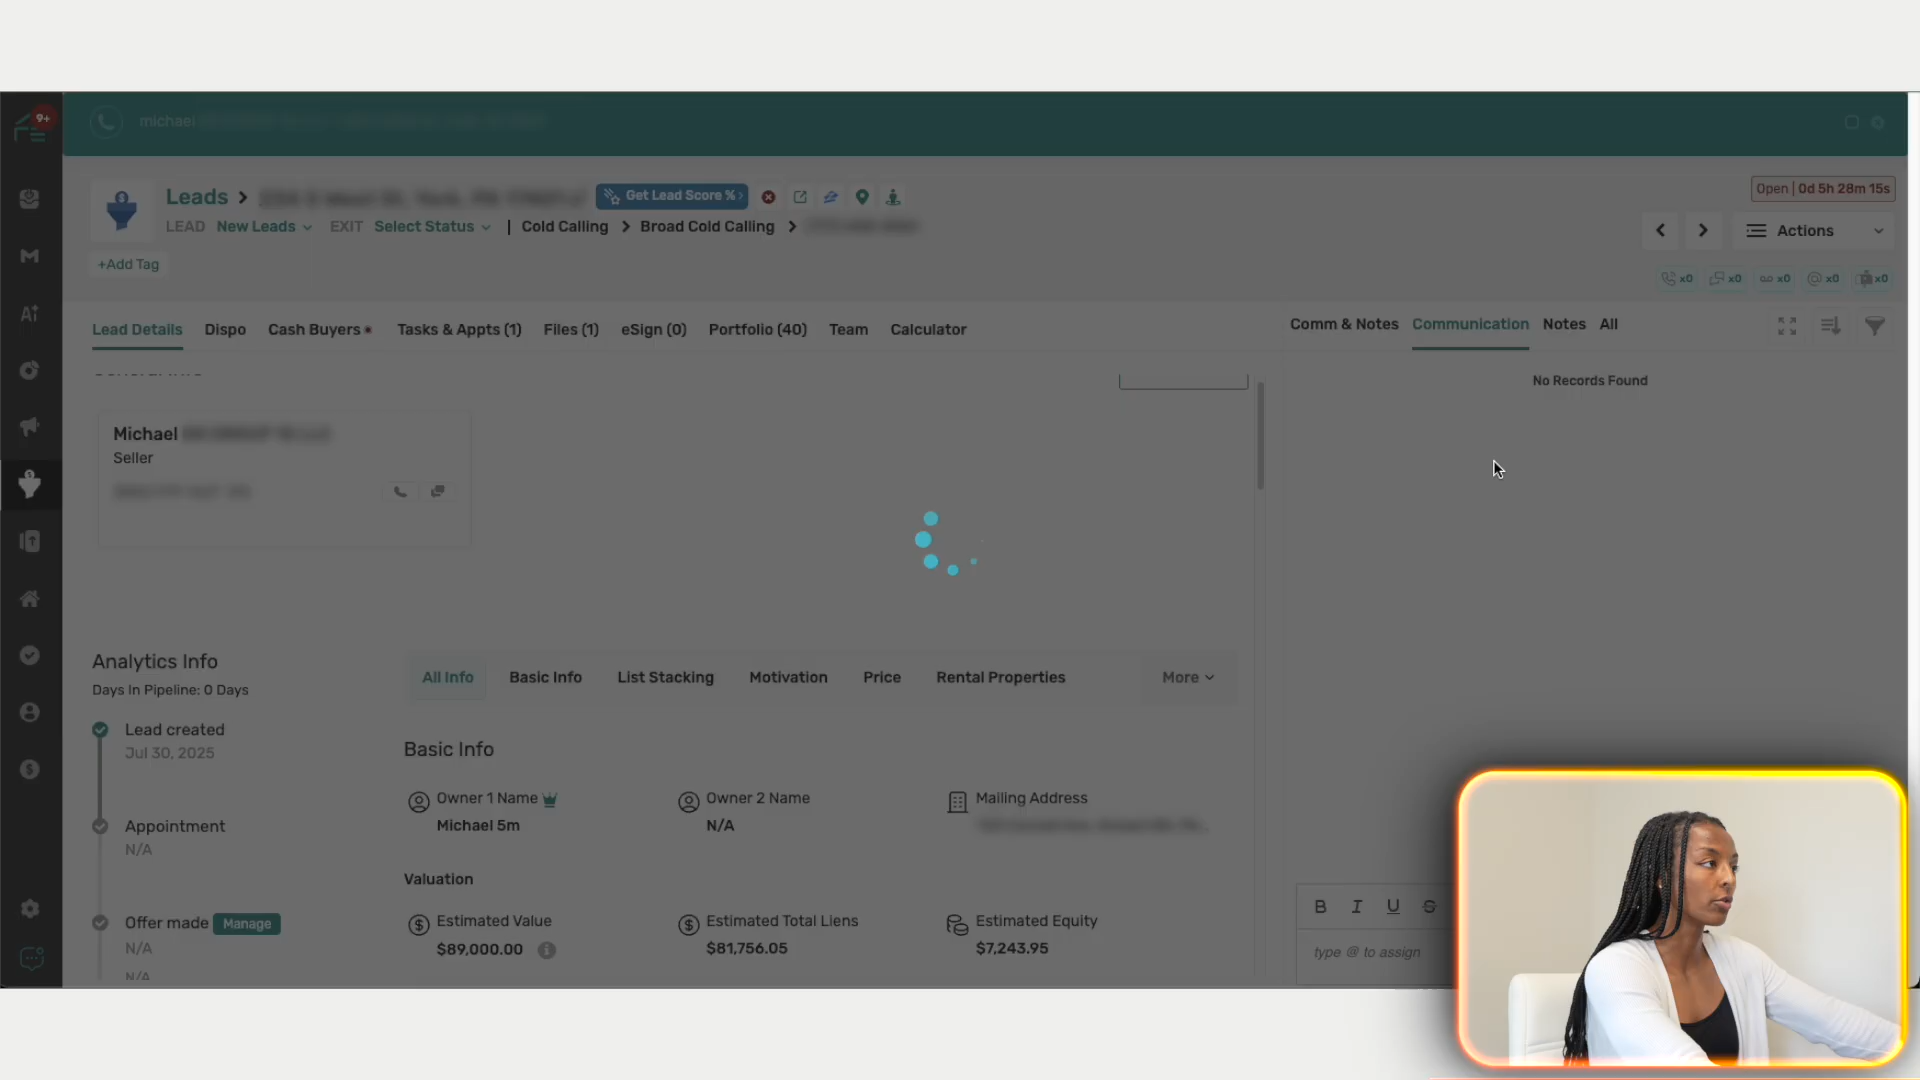 9+
michael
Leads
Get Lead Score %
Open | 0d 5h 28m 15s
LEAD New Leads EXIT Select Status | Cold Calling > Broad Cold Calling >
Actions
+Add Tag
x0 x0 x0 x0 x0
Lead Details Dispo Cash Buyers Tasks & Appts (1) Files (1) eSign (0) Portfolio (40) Team Calculator
Comm & Notes Communication Notes All
No Records Found
Michael
Seller
Analytics Info
Days In Pipeline: 0 Days
All Info Basic Info List Stacking Motivation Price Rental Properties More
Lead created
Jul 30, 2025
Basic Info
Owner 1 Name Owner 2 Name Mailing Address
Michael 5m N/A
Appointment
N/A
Valuation
Offer made Manage
N/A
N/A
Estimated Value Estimated Total Liens Estimated Equity
$89,000.00 $81,756.05 $7,243.95
B I U S
type @ to assign